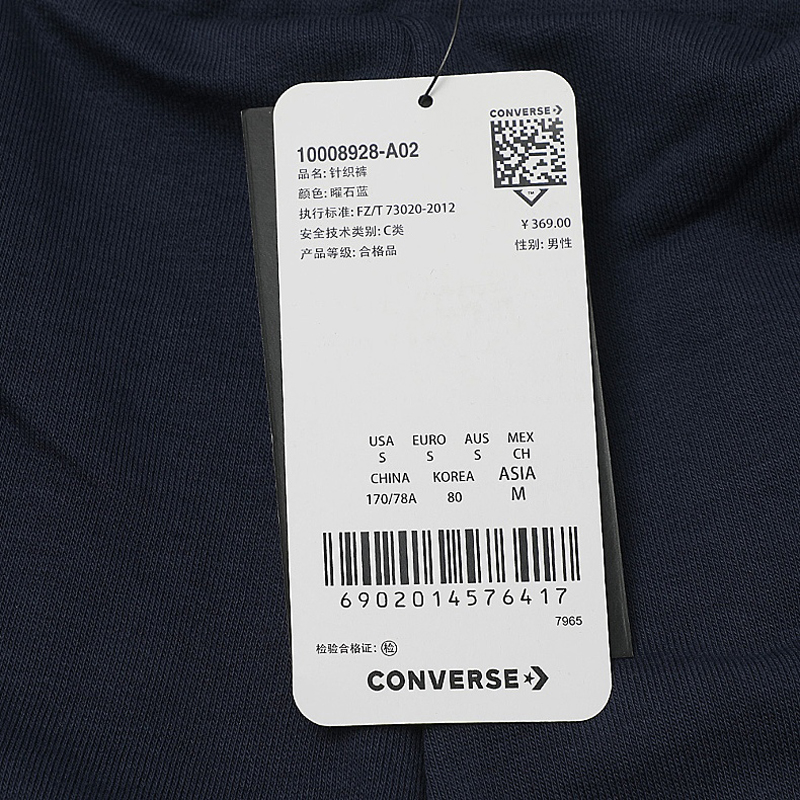 CONVERSE
10008928-A02
品名: 针织裤
颜色: 曜石蓝
执行标准: FZ/T 73020-2012
安全技术类别: C类
产品等级: 合格品
TM
¥ 369.00
性别: 男性
USA EURO AUS MEX
S S S CH
CHINA KOREA ASIA
170/78A 80 M
6902014576417
7965
检验合格证: 检
CONVERSE